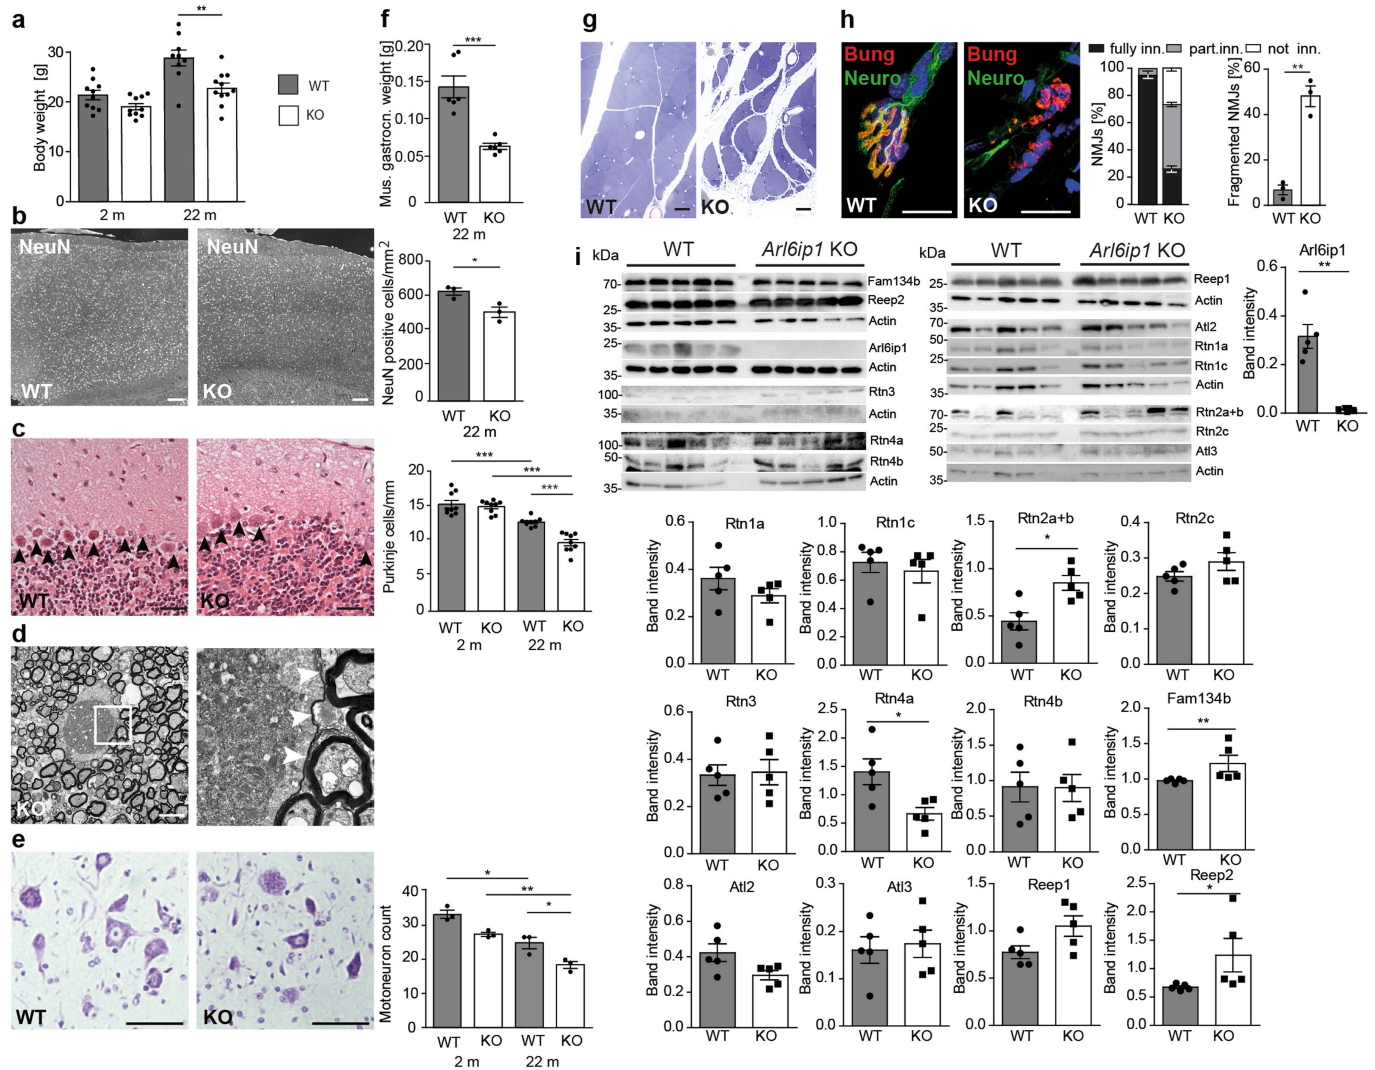 a
Body weight [g]
30
20
10
0
**
2 m
22 m
WT
KO
b
NeuN
WT
NeuN
KO
NeuN positive cells/mm2
800
600
400
200
0
*
WT
KO
22 m
c
WT
KO
Purkinje cells/mm
20
15
10
5
0
***
***
***
WT
KO
WT
KO
2 m
22 m
d
KO
e
WT
KO
Motoneuron count
40
30
20
10
0
*
**
*
WT
KO
WT
KO
2 m
22 m
f
Mus. gastrocn. weight [g]
0.20
0.15
0.10
0.05
0
***
WT
KO
22 m
g
WT
KO
h
Bung
Neuro
WT
Bung
Neuro
KO
fully inn.
part.inn.
not inn.
NMJs [%]
100
80
60
40
20
0
WT KO
Fragmented NMJs [%]
60
40
20
0
**
WT KO
i
kDa
WT
Arl6ip1 KO
70-
Fam134b
25-
Reep2
35-
Actin
25-
Arl6ip1
35-
Actin
100-
Rtn3
35-
Actin
100-
Rtn4a
50-
Rtn4b
35-
Actin
kDa
WT
Arl6ip1 KO
25-
Reep1
35-
Actin
70-
Atl2
50-
Rtn1a
25-
Rtn1c
35-
Actin
70-
Rtn2a+b
25-
Rtn2c
50-
Atl3
35-
Actin
Arl6ip1
Band intensity
0.6
0.4
0.2
0.0
**
WT
KO
Rtn1a
Band intensity
0.6
0.4
0.2
0.0
WT
KO
Rtn1c
Band intensity
1.0
0.8
0.6
0.4
0.2
0.0
WT
KO
Rtn2a+b
Band intensity
1.5
1.0
0.5
0.0
*
WT
KO
Rtn2c
Band intensity
0.4
0.3
0.2
0.1
0.0
WT
KO
Rtn3
Band intensity
0.6
0.4
0.2
0.0
WT
KO
Rtn4a
Band intensity
2.5
2.0
1.5
1.0
0.5
0.0
*
WT
KO
Rtn4b
Band intensity
2.0
1.5
1.0
0.5
0.0
WT
KO
Fam134b
Band intensity
2.0
1.5
1.0
0.5
0.0
**
WT
KO
Atl2
Band intensity
0.8
0.6
0.4
0.2
0.0
WT
KO
Atl3
Band intensity
0.3
0.2
0.1
0.0
WT
KO
Reep1
Band intensity
1.5
1.0
0.5
0.0
WT
KO
Reep2
Band intensity
2.5
2.0
1.5
1.0
0.5
0.0
*
WT
KO